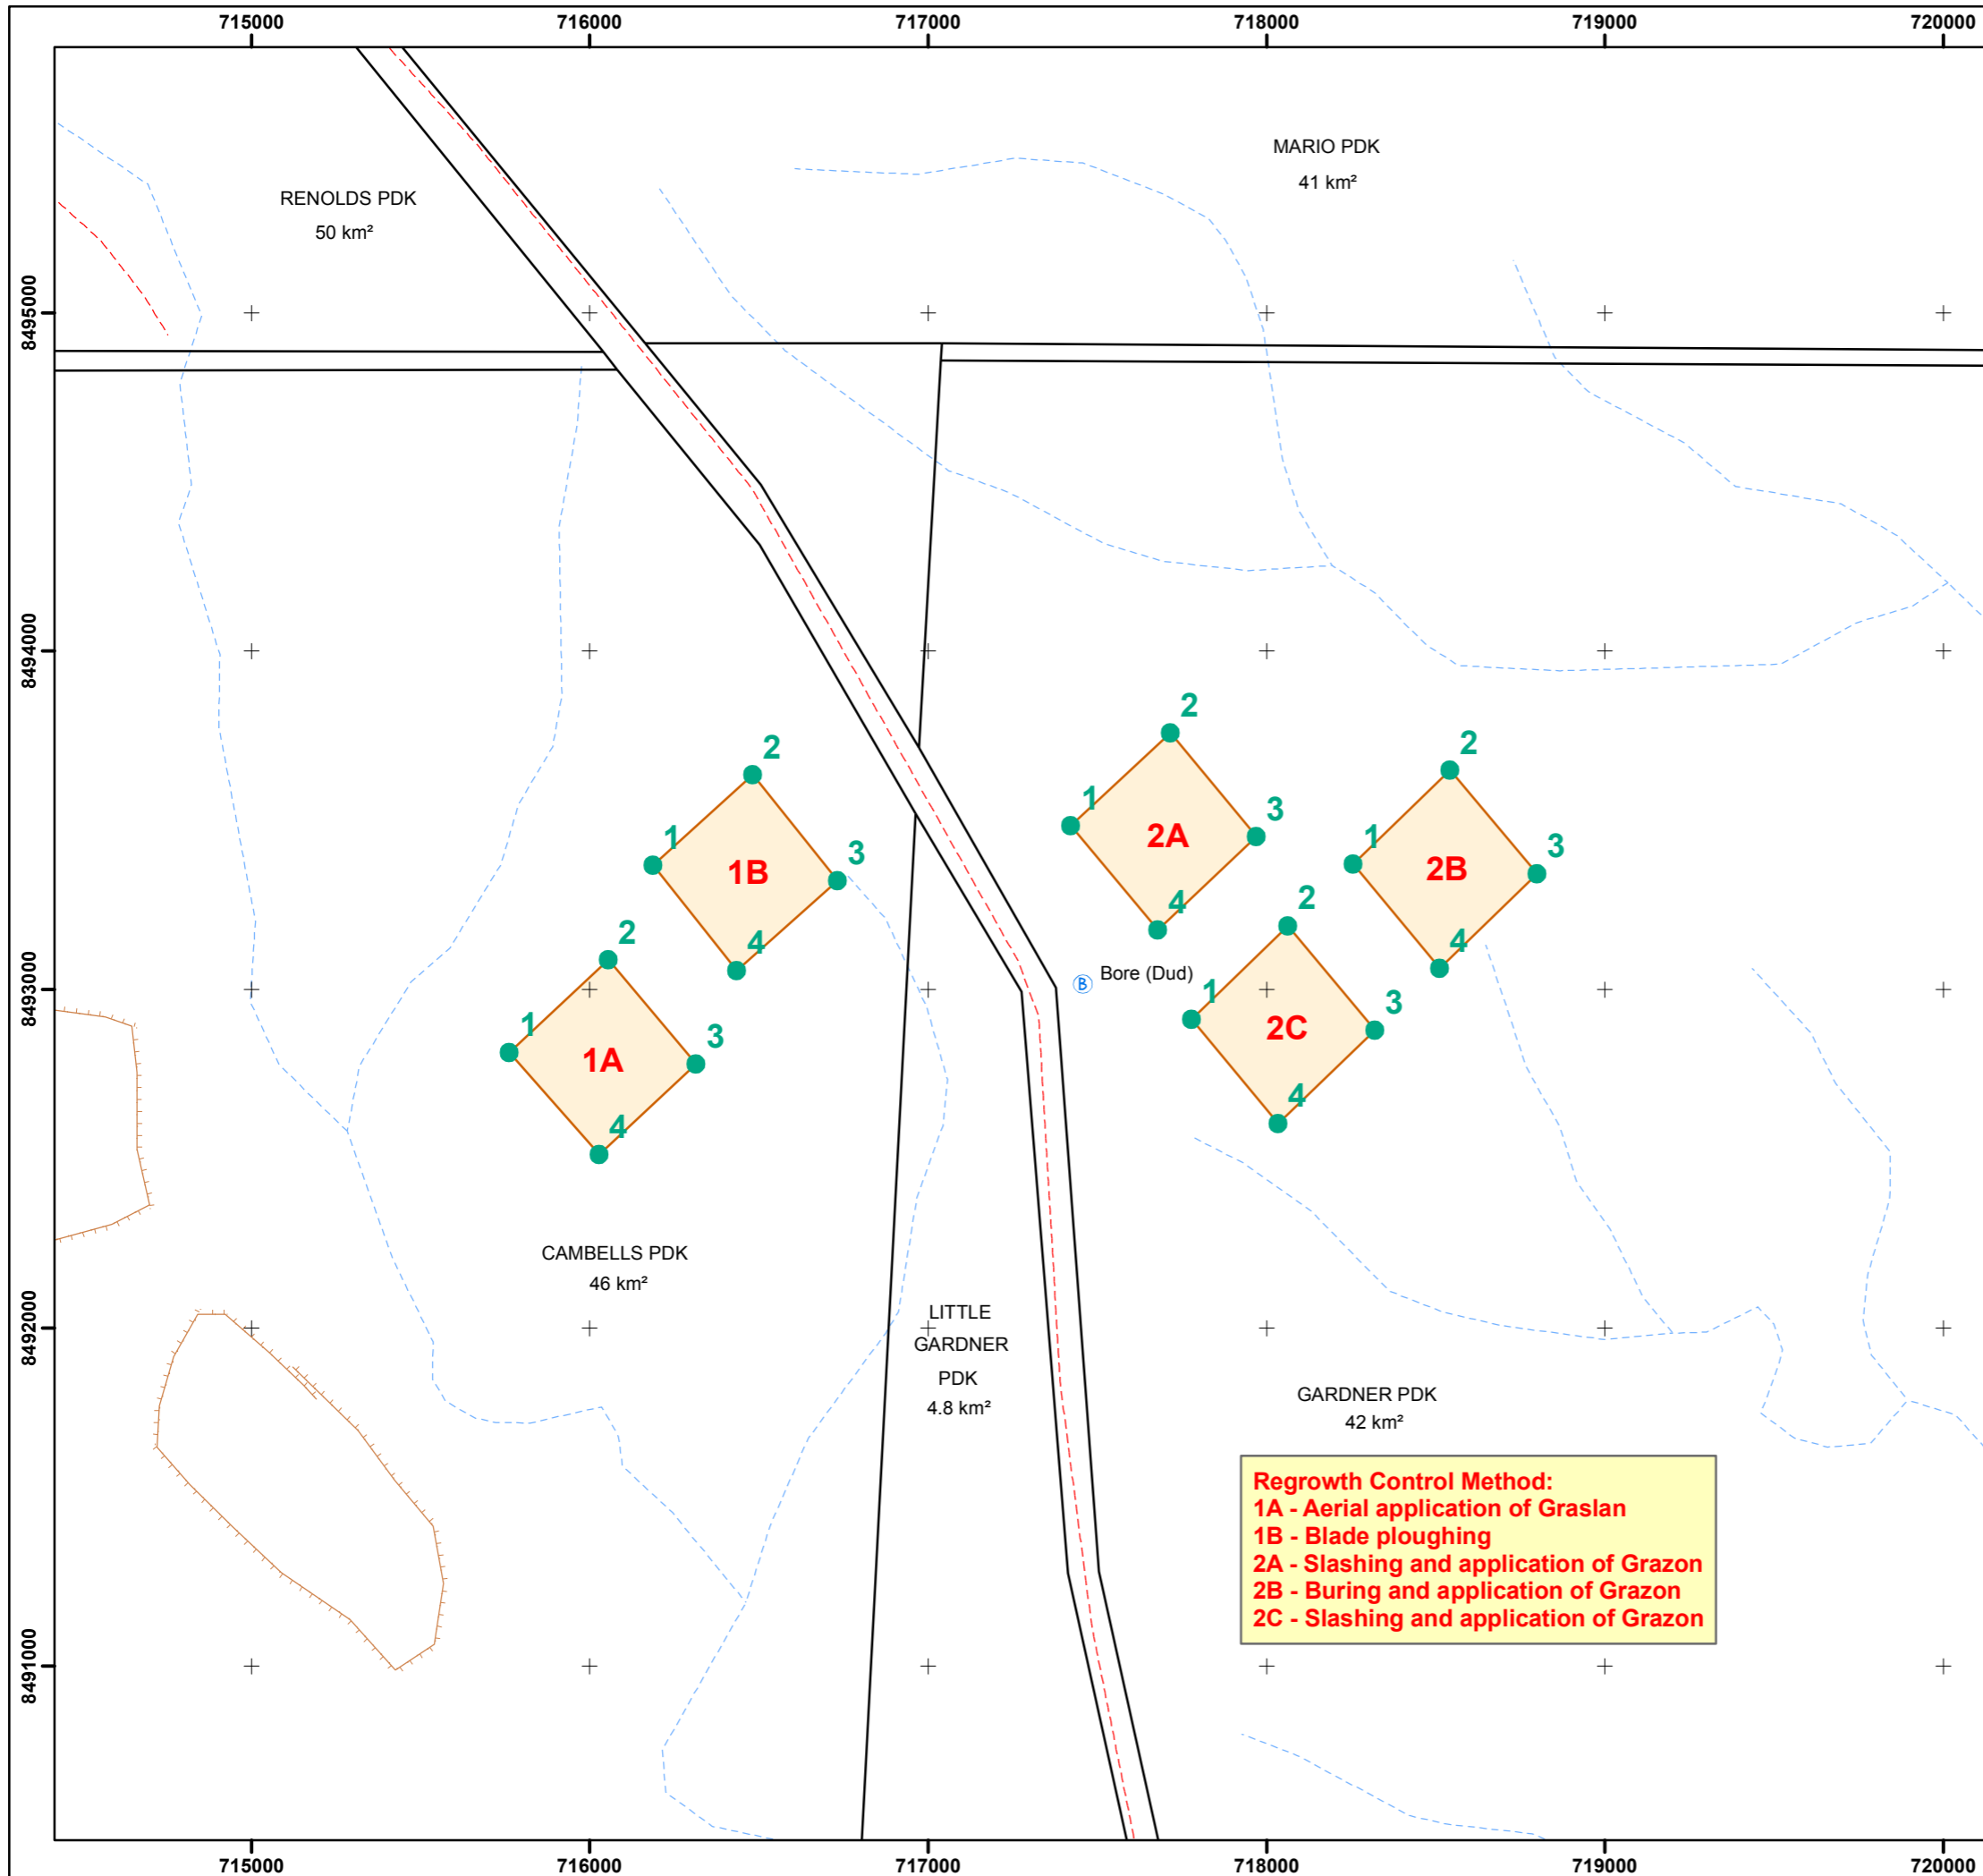 715000 716000 717000 718000 719000 720000
MARIO PDK
41 km²
RENOLDS PDK
50 km²
8495000
8494000
2
2
2
1
3
1
3
2A
1
3
1B
2B
4
2
2
4
4
8493000
Bore (Dud)
1
3
1
3
2C
1A
4
4
CAMBELLS PDK
46 km²
LITTLE
GARDNER
PDK
4.8 km²
8492000
GARDNER PDK
42 km²
Regrowth Control Method:
1A - Aerial application of Graslan
1B - Blade ploughing
2A - Slashing and application of Grazon
2B - Buring and application of Grazon
2C - Slashing and application of Grazon
8491000
B
715000 716000 717000 718000 719000 720000